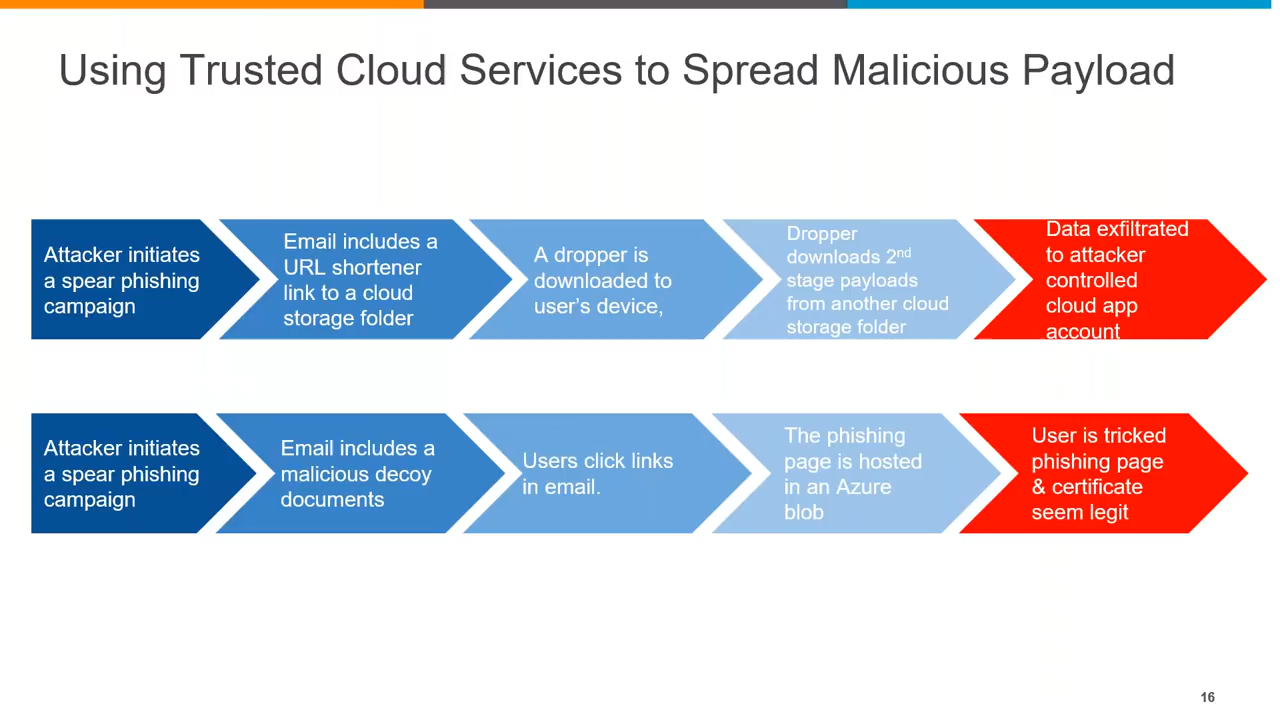 Using Trusted Cloud Services to Spread Malicious Payload
Attacker initiates
a spear phishing
campaign
Email includes a
URL shortener
link to a cloud
storage folder
A dropper is
downloaded to
user’s device,
Dropper
downloads 2nd
stage payloads
from another cloud
storage folder
Data exfiltrated
to attacker
controlled
cloud app
account
Attacker initiates
a spear phishing
campaign
Email includes a
malicious decoy
documents
Users click links
in email.
The phishing
page is hosted
in an Azure
blob
User is tricked
phishing page
& certificate
seem legit
16